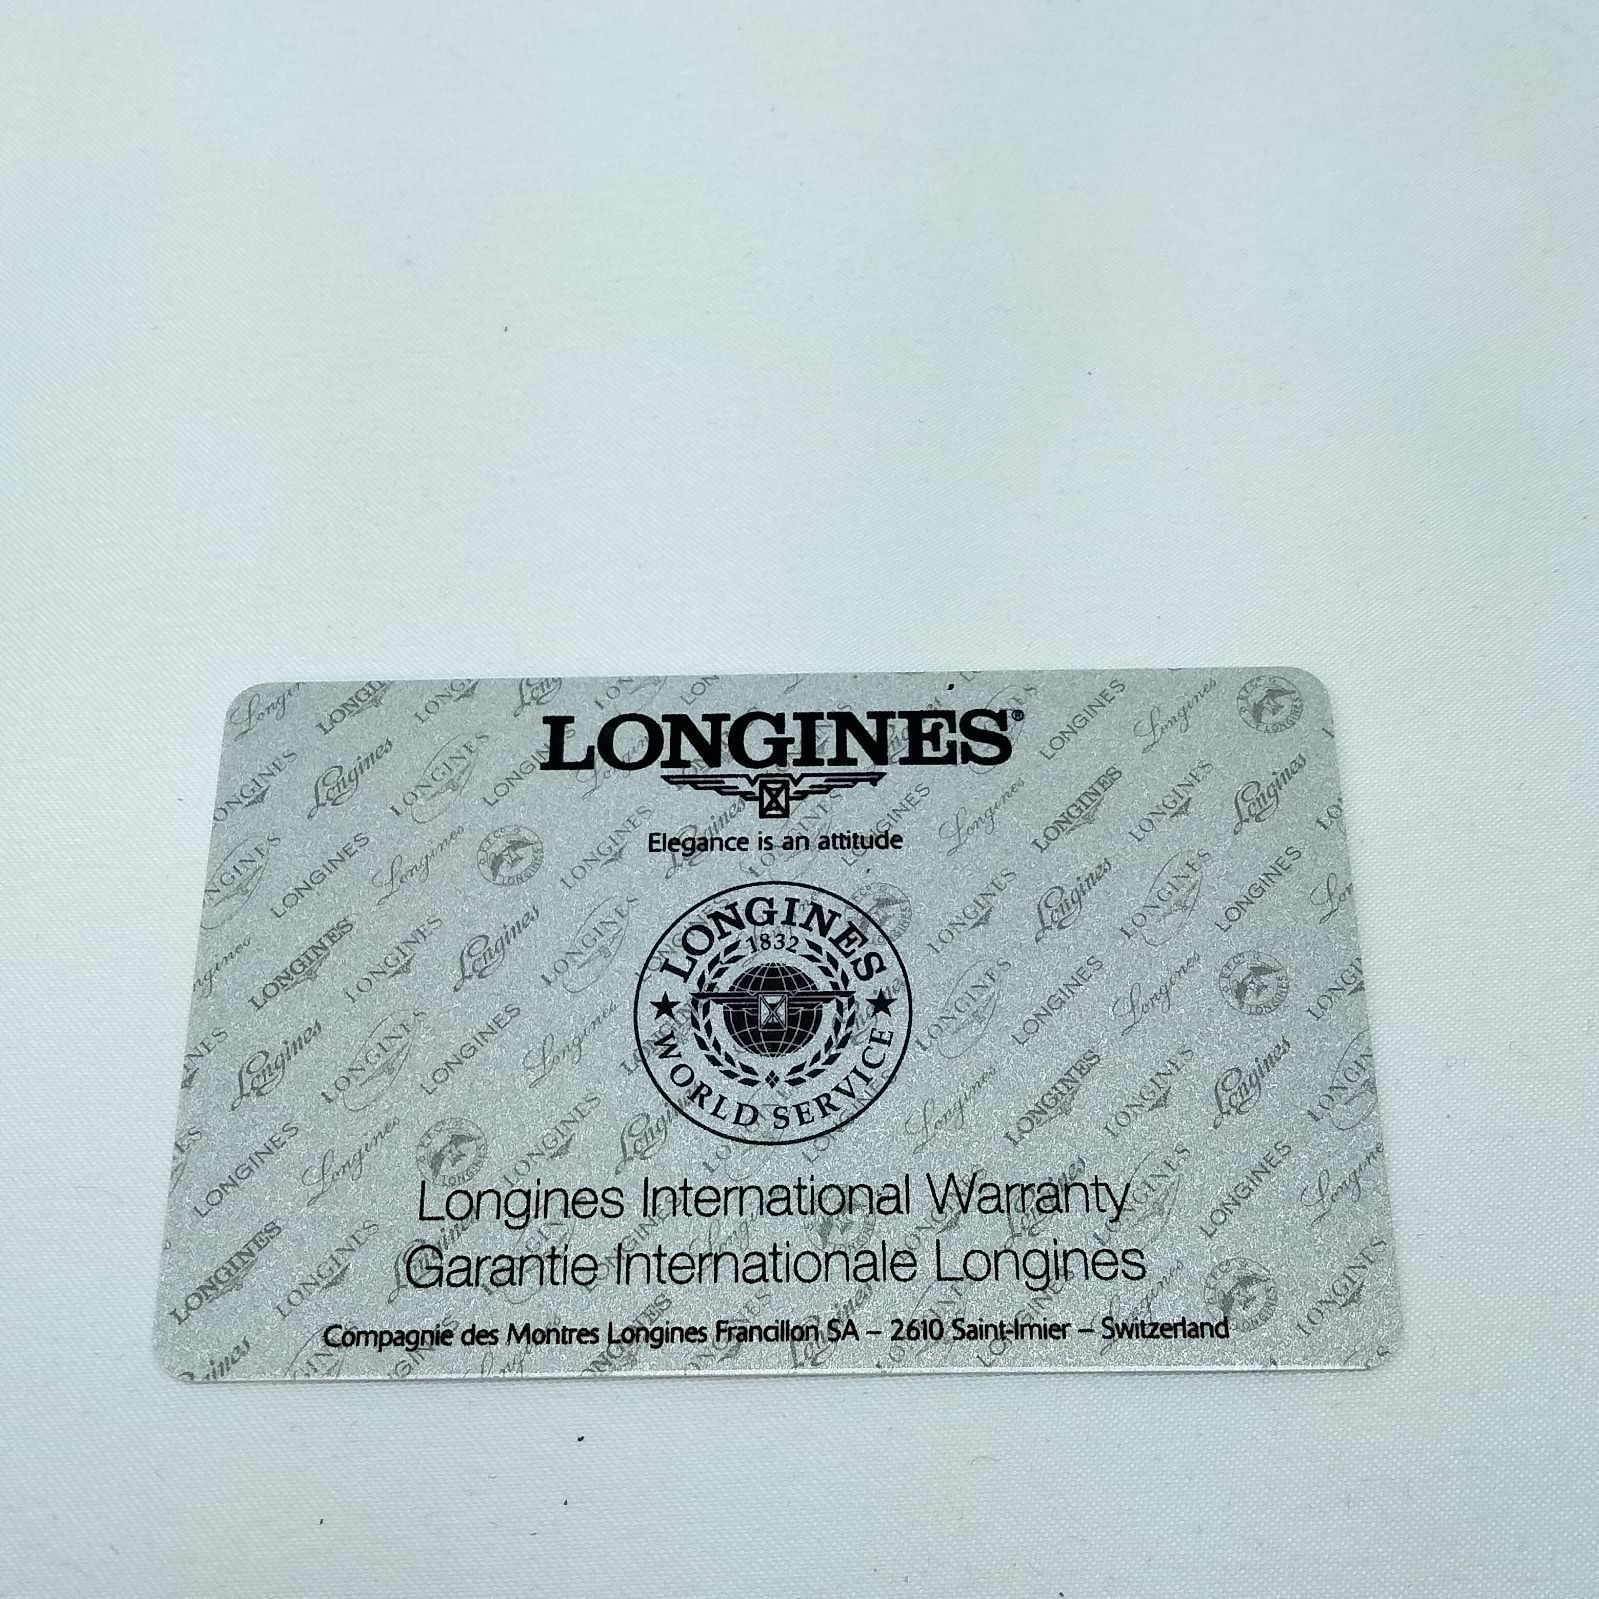 LONGINES®
Elegance is an attitude
LONGINES
1832
WORLD SERVICE
Longines International Warranty
Garantie Internationale Longines
Compagnie des Montres Longines Francillon SA – 2610 Saint-Imier – Switzerland